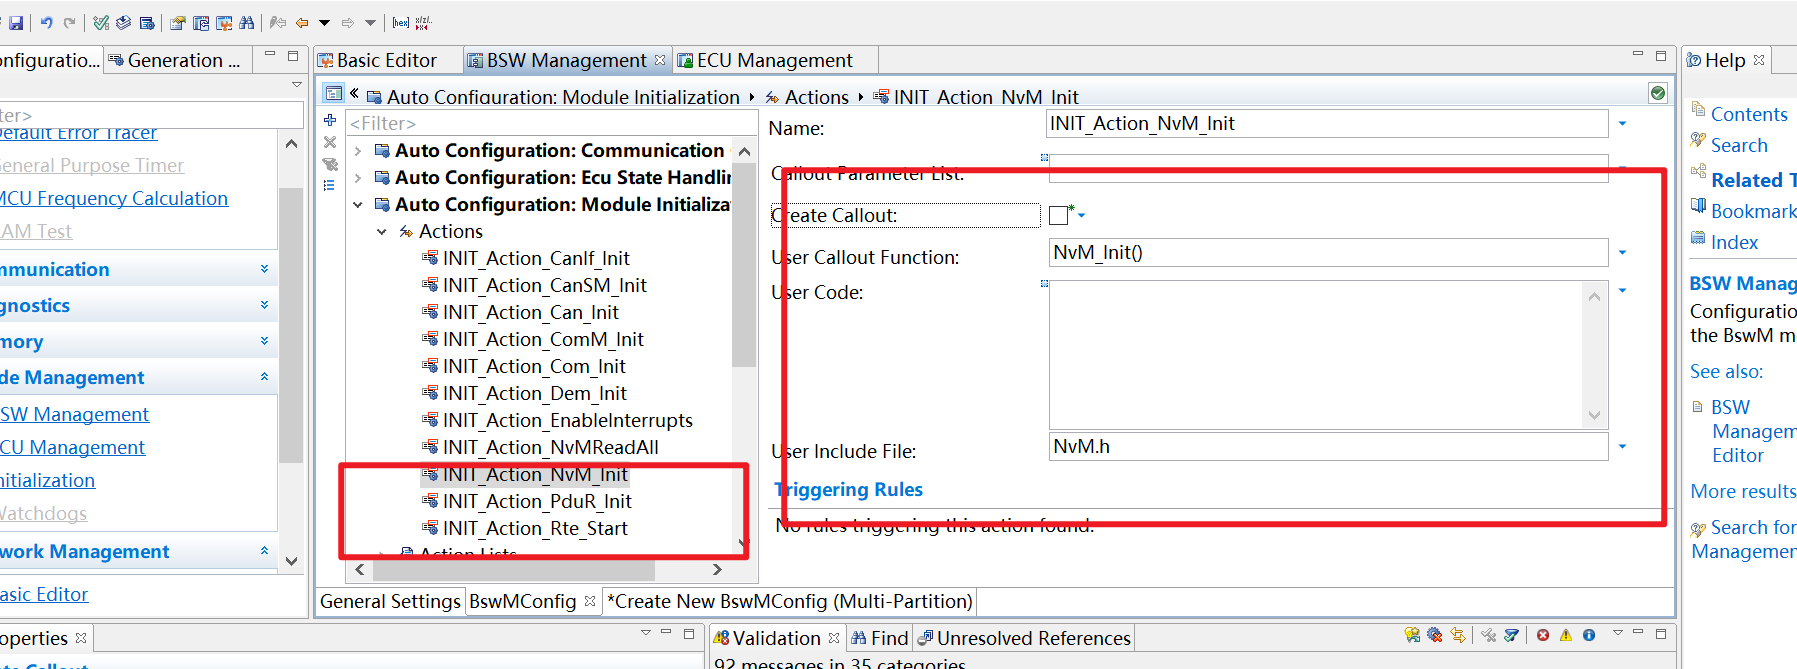 nfiguratio...
Generation ...
ter>
Default Error Tracer
General Purpose Timer
MCU Frequency Calculation
RAM Test
mmunication
gnostics
mory
de Management
SW Management
CU Management
nitialization
Watchdogs
work Management
asic Editor
Basic Editor
BSW Management
ECU Management
Auto Configuration: Module Initialization
Actions
INIT_Action_NvM_Init
<Filter>
Auto Configuration: Communication
Auto Configuration: Ecu State Handlin
Auto Configuration: Module Initializa
Actions
INIT_Action_CanIf_Init
INIT_Action_CanSM_Init
INIT_Action_Can_Init
INIT_Action_ComM_Init
INIT_Action_Com_Init
INIT_Action_Dem_Init
INIT_Action_EnableInterrupts
INIT_Action_NvMReadAll
INIT_Action_NvM_Init
INIT_Action_PduR_Init
INIT_Action_Rte_Start
Action Lists
Name:
INIT_Action_NvM_Init
Callout Parameter List:
Create Callout:
User Callout Function:
NvM_Init()
User Code:
User Include File:
NvM.h
Triggering Rules
No rules triggering this action found.
General Settings
BswMConfig
*Create New BswMConfig (Multi-Partition)
operties
Validation
Find
Unresolved References
92 messages in 35 categories
Help
Contents
Search
Related T
Bookmark
Index
BSW Manag
Configuratio
the BswM m
See also:
BSW
Managem
Editor
More results
Search for
Managemen